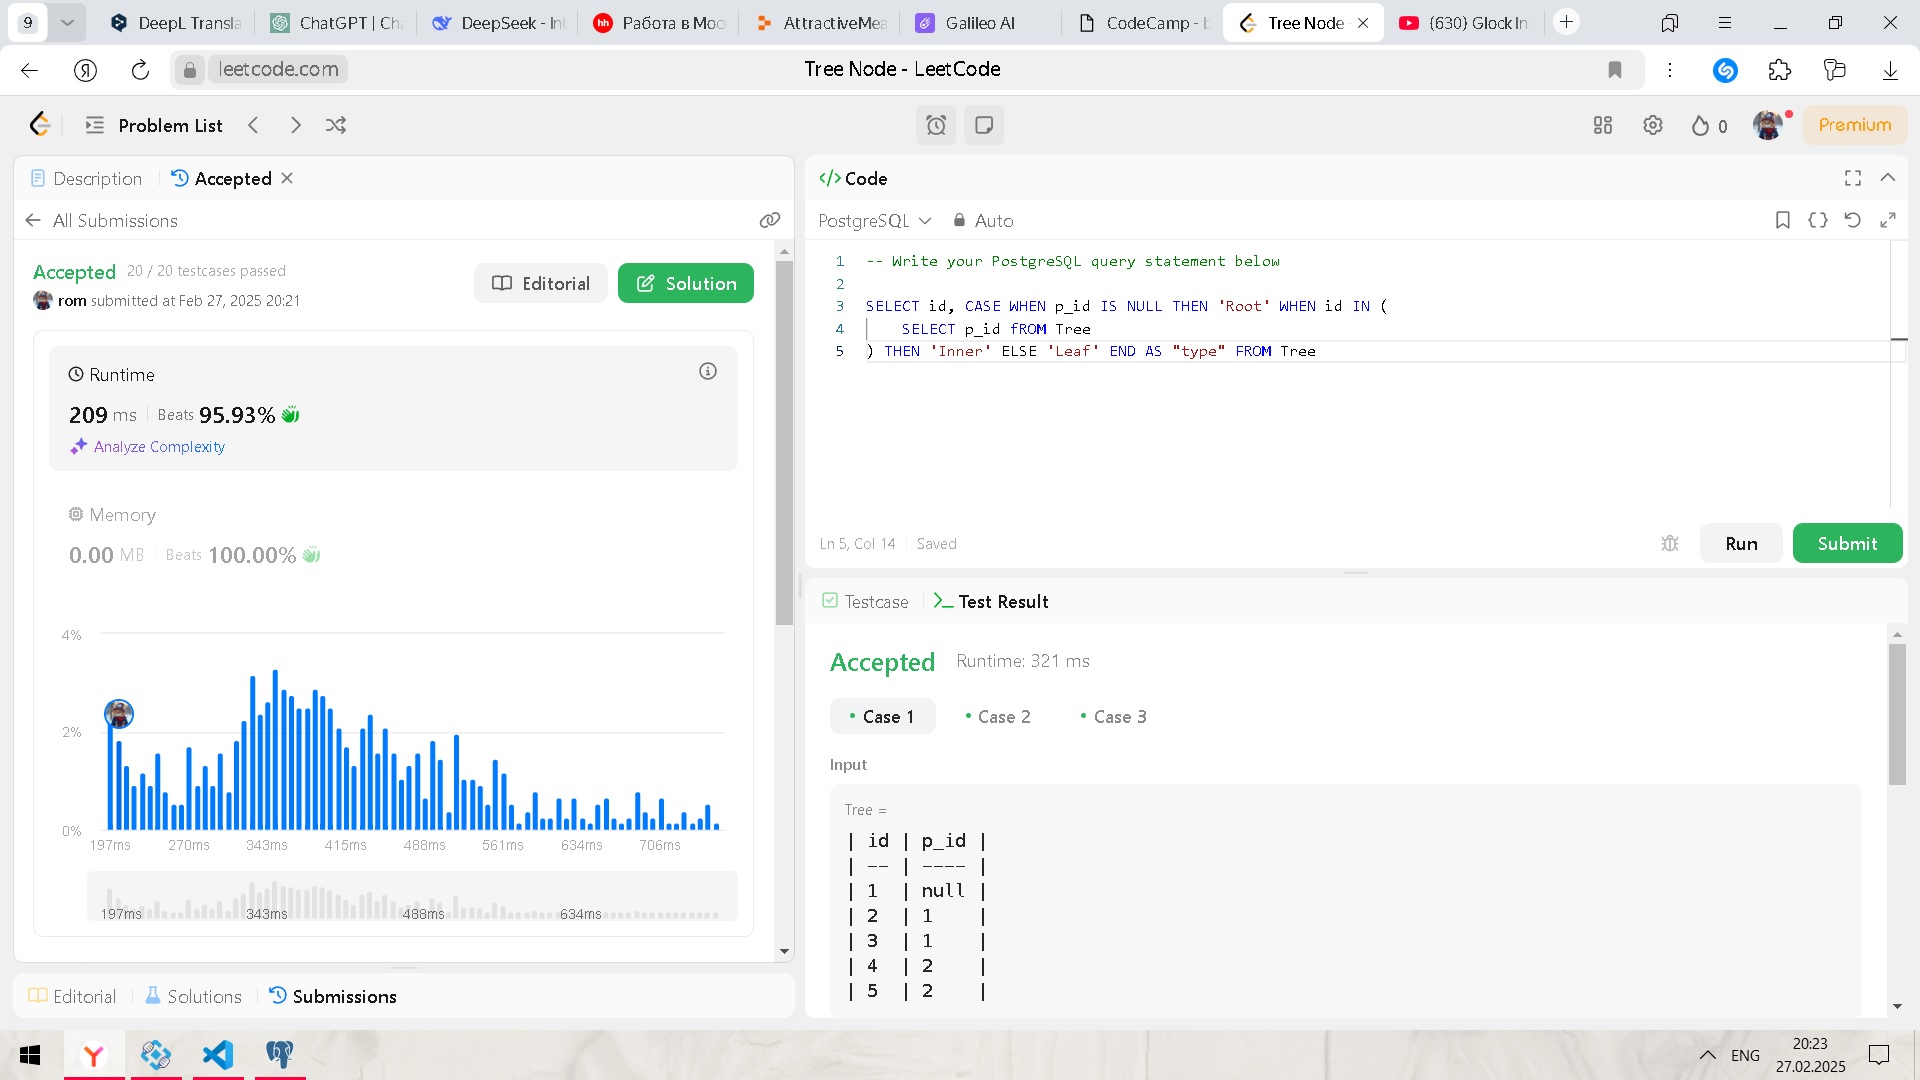 9
DeepL Transla
ChatGPT | Ch
DeepSeek - In
Работа в Мос
AttractiveMea
Galileo AI
CodeCamp - b
Tree Node
(630) Glock In
leetcode.com
Tree Node - LeetCode
Problem List
0
Premium
Description
Accepted
All Submissions
Accepted 20 / 20 testcases passed
rom submitted at Feb 27, 2025 20:21
Editorial
Solution
Runtime
209 ms Beats 95.93%
Analyze Complexity
Memory
0.00 MB Beats 100.00%
4%
2%
0%
197ms 270ms 343ms 415ms 488ms 561ms 634ms 706ms
197ms 343ms 488ms 634ms
Editorial
Solutions
Submissions
</> Code
PostgreSQL
Auto
1 -- Write your PostgreSQL query statement below
2
3 SELECT id, CASE WHEN p_id IS NULL THEN 'Root' WHEN id IN (
4 SELECT p_id fROM Tree
5 ) THEN 'Inner' ELSE 'Leaf' END AS "type" FROM Tree
Ln 5, Col 14 Saved
Run
Submit
Testcase
Test Result
Accepted Runtime: 321 ms
• Case 1 • Case 2 • Case 3
Input
Tree =
| id | p_id |
| -- | ---- |
| 1 | null |
| 2 | 1 |
| 3 | 1 |
| 4 | 2 |
| 5 | 2 |
ENG
20:23
27.02.2025